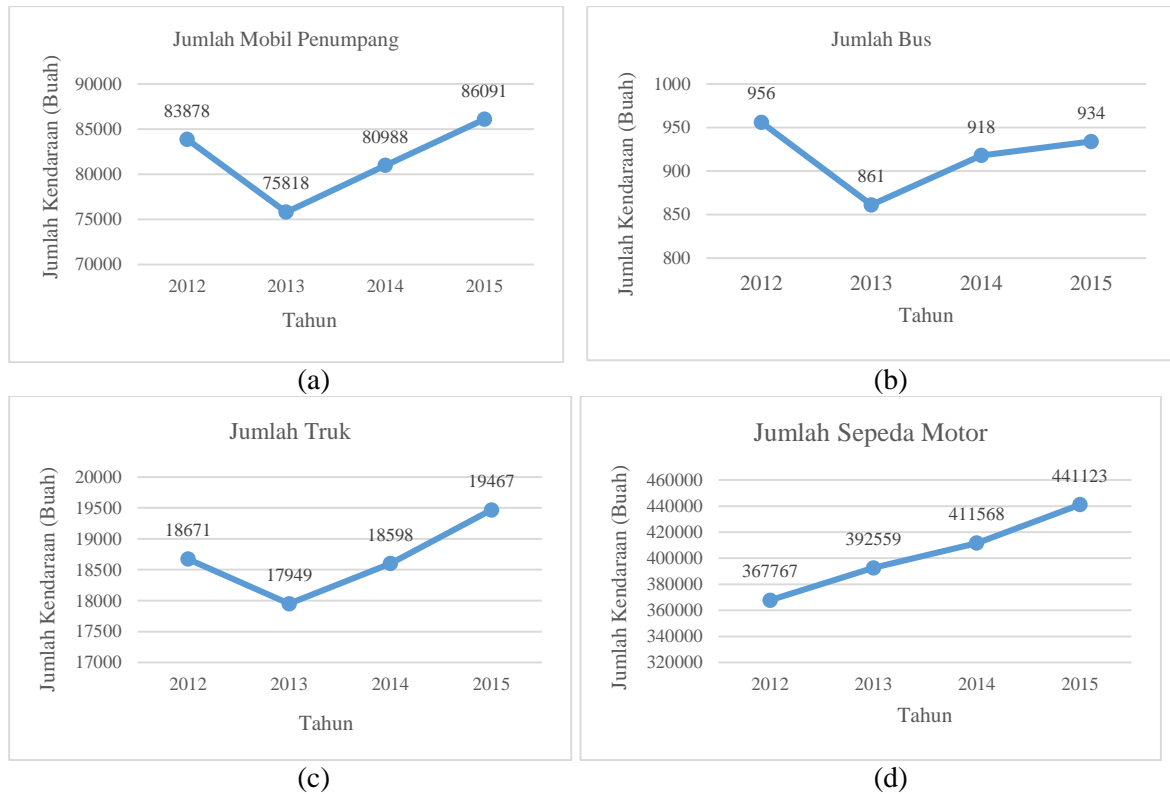 Jumlah Mobil Penumpang
Jumlah Kendaraan (Buah)
90000
85000
80000
75000
70000
83878
75818
80988
86091
2012 2013 2014 2015
Tahun
(a)
Jumlah Bus
Jumlah Kendaraan (Buah)
1000
950
900
850
800
956
861
918
934
2012 2013 2014 2015
Tahun
(b)
Jumlah Truk
Jumlah Kendaraan (Buah)
20000
19500
19000
18500
18000
17500
17000
18671
17949
18598
19467
2012 2013 2014 2015
Tahun
(c)
Jumlah Sepeda Motor
Jumlah Kendaraan (Buah)
460000
440000
420000
400000
380000
360000
340000
320000
367767
392559
411568
441123
2012 2013 2014 2015
Tahun
(d)